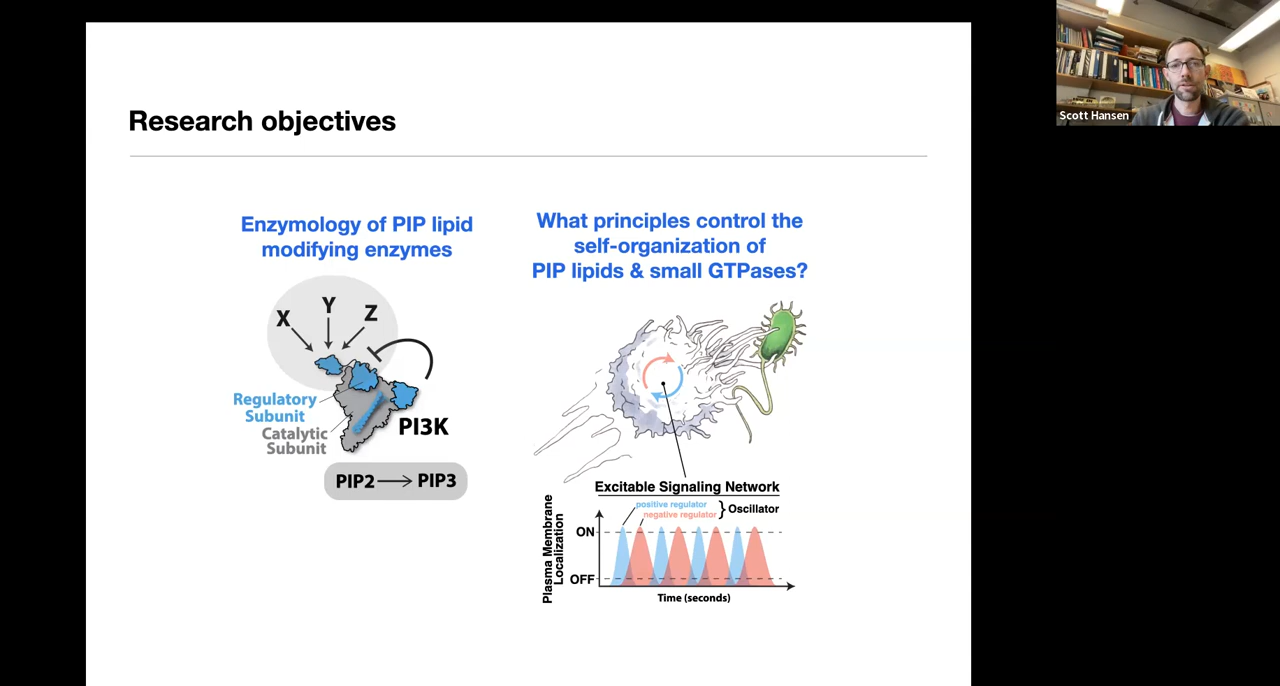 Research objectives
Enzymology of PIP lipid
modifying enzymes
X
Y
Z
Regulatory
Subunit
Catalytic
Subunit
PI3K
PIP2 → PIP3
What principles control the
self-organization of
PIP lipids & small GTPases?
Excitable Signaling Network
positive regulator
negative regulator
Oscillator
Plasma Membrane
Localization
ON
OFF
Time (seconds)
Scott Hansen